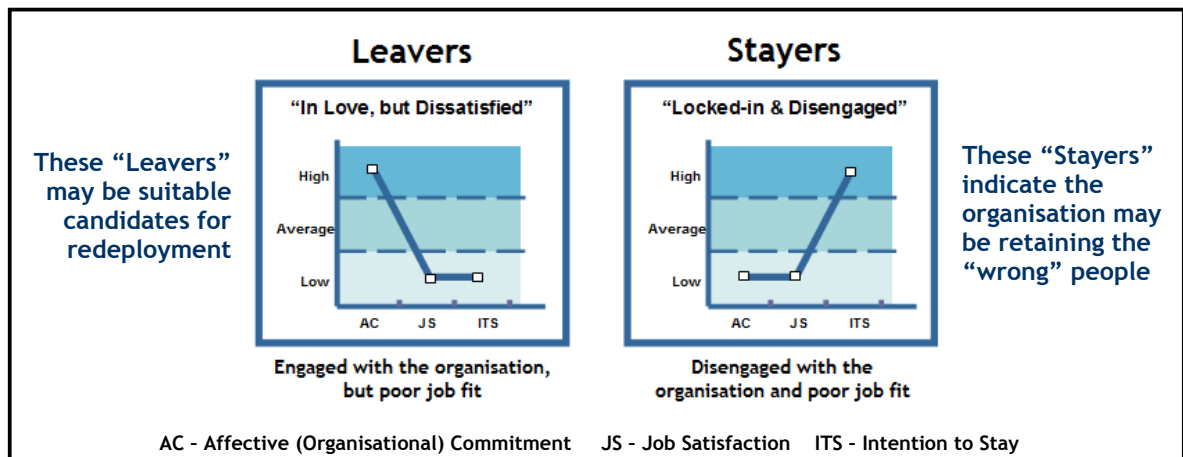 Leavers
Stayers
“In Love, but Dissatisfied”
“Locked-in & Disengaged”
These “Leavers”
may be suitable
candidates for
redeployment
High
Average
Low
AC JS ITS
High
Average
Low
AC JS ITS
These “Stayers”
indicate the
organisation may
be retaining the
“wrong” people
Engaged with the organisation,
but poor job fit
Disengaged with the
organisation and poor job fit
AC – Affective (Organisational) Commitment JS – Job Satisfaction ITS – Intention to Stay